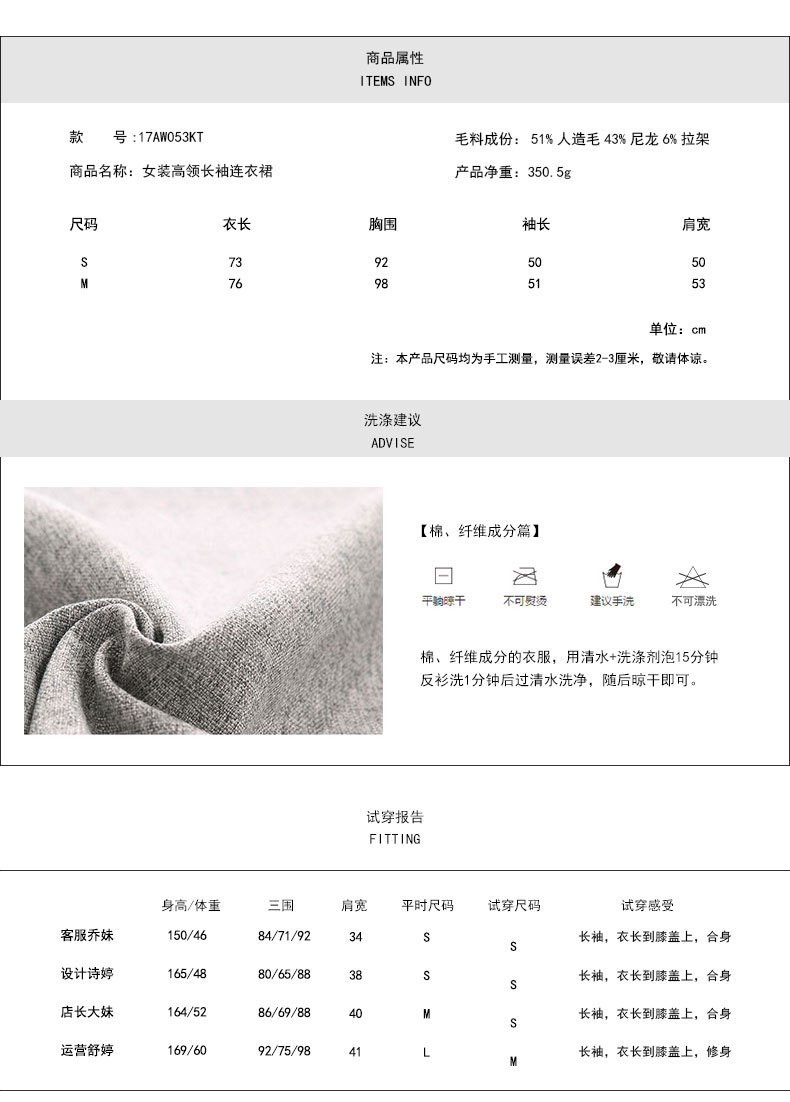 商品属性
ITEMS INFO
款 号:17AW053KT
毛料成份: 51%人造毛 43%尼龙 6%拉架
商品名称: 女装高领长袖连衣裙
产品净重: 350.5g
尺码 衣长 胸围 袖长 肩宽
S 73 92 50 50
M 76 98 51 53
单位: cm
注: 本产品尺码均为手工测量, 测量误差2-3厘米, 敬请体谅。
洗涤建议
ADVISE
【棉、纤维成分篇】
平躺晾干 不可熨烫 建议手洗 不可漂洗
棉、纤维成分的衣服, 用清水+洗涤剂泡15分钟
反衫洗1分钟后过清水洗净, 随后晾干即可。
试穿报告
FITTING
身高/体重 三围 肩宽 平时尺码 试穿尺码 试穿感受
客服乔妹 150/46 84/71/92 34 S S 长袖, 衣长到膝盖上, 合身
设计诗婷 165/48 80/65/88 38 S S 长袖, 衣长到膝盖上, 合身
店长大妹 164/52 86/69/88 40 M S 长袖, 衣长到膝盖上, 合身
运营舒婷 169/60 92/75/98 41 L M 长袖, 衣长到膝盖上, 修身